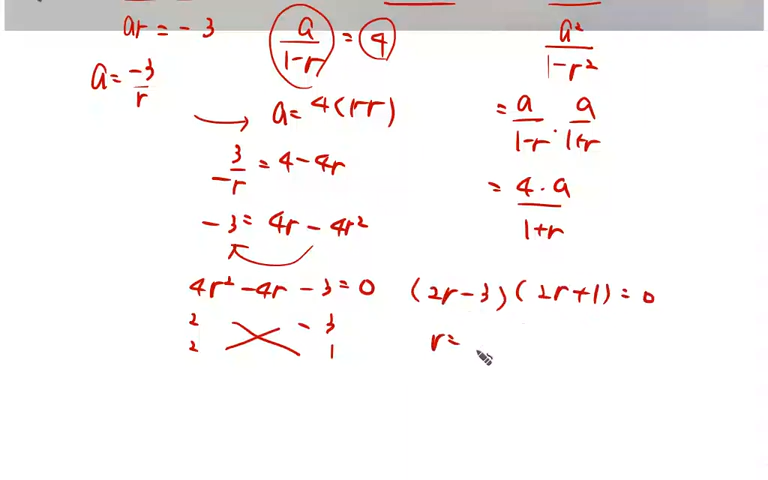 ar = - 3
a/(1-r) = 4
a²/(1-r²)
a = -3/r
a = 4(1-r)
= a/(1-r) · a/(1+r)
-3/r = 4 - 4r
= 4·a/(1+r)
-3 = 4r - 4r²
4r² - 4r - 3 = 0 (2r - 3)(2r + 1) = 0
2 - 3
2 1
r =